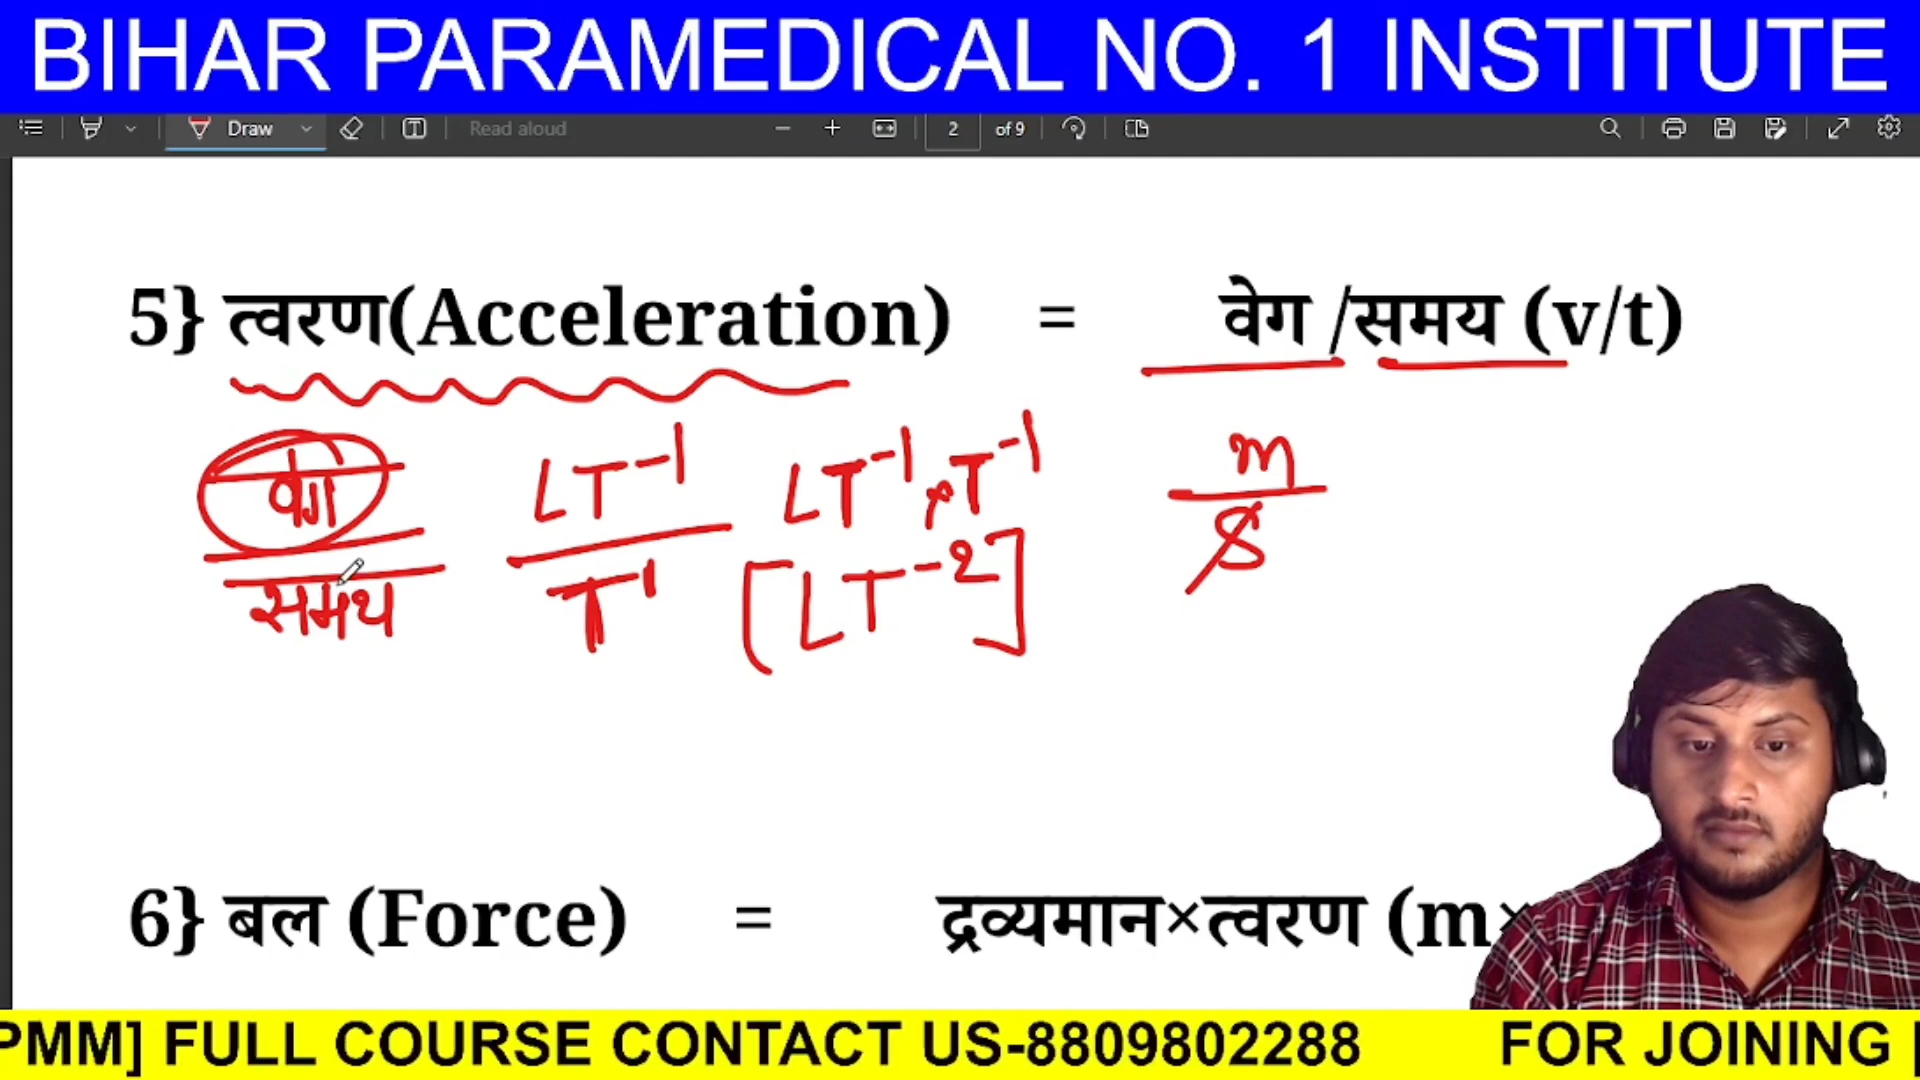 BIHAR PARAMEDICAL NO. 1 INSTITUTE
Draw Read aloud 2 of 9
5} त्वरण(Acceleration) = वेग /समय (v/t)
वेग LT⁻¹ LT⁻¹×T⁻¹ m
समय T¹ [LT⁻²] s
6} बल (Force) = द्रव्यमान×त्वरण (m×
PMM] FULL COURSE CONTACT US-8809802288 FOR JOINING [